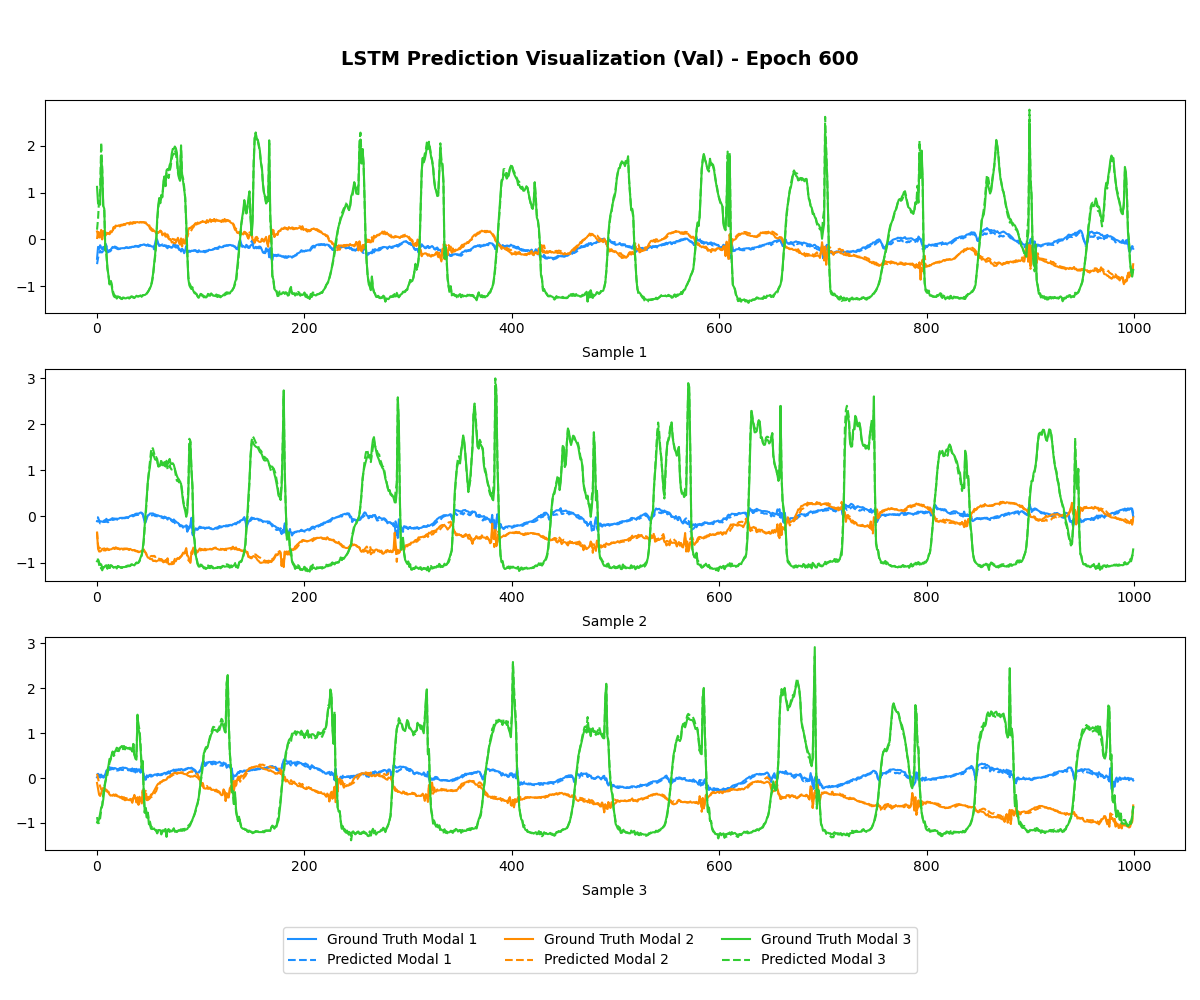 LSTM Prediction Visualization (Val) - Epoch 600
2
1
0
−1
0 200 400 600 800 1000
Sample 1
3
2
1
0
−1
0 200 400 600 800 1000
Sample 2
3
2
1
0
−1
0 200 400 600 800 1000
Sample 3
Ground Truth Modal 1 Ground Truth Modal 2 Ground Truth Modal 3
Predicted Modal 1 Predicted Modal 2 Predicted Modal 3